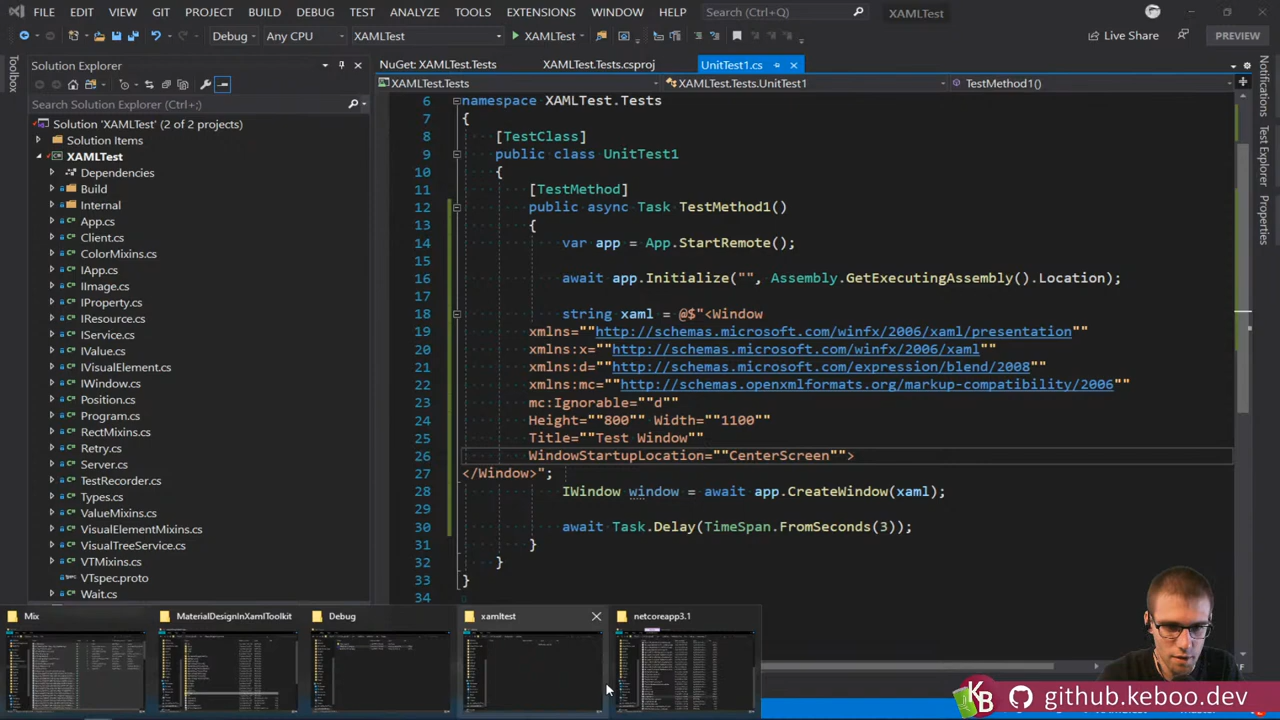 FILE EDIT VIEW GIT PROJECT BUILD DEBUG TEST ANALYZE TOOLS EXTENSIONS WINDOW HELP Search (Ctrl+Q) XAMLTest
Debug Any CPU XAMLTest XAMLTest Live Share PREVIEW
Toolbox
Solution Explorer
Search Solution Explorer (Ctrl+;)
Solution 'XAMLTest' (2 of 2 projects)
Solution Items
XAMLTest
Dependencies
Build
Internal
App.cs
Client.cs
ColorMixins.cs
IApp.cs
IImage.cs
IProperty.cs
IResource.cs
IService.cs
IValue.cs
IVisualElement.cs
IWindow.cs
Position.cs
Program.cs
RectMixins.cs
Retry.cs
Server.cs
TestRecorder.cs
Types.cs
ValueMixins.cs
VisualElementMixins.cs
VisualTreeService.cs
VTMixins.cs
VTspec.proto
Wait.cs
NuGet: XAMLTest.Tests XAMLTest.Tests.csproj UnitTest1.cs
XAMLTest.Tests XAMLTest.Tests.UnitTest1 TestMethod1()
6 namespace XAMLTest.Tests
7 {
8 [TestClass]
9 public class UnitTest1
10 {
11 [TestMethod]
12 public async Task TestMethod1()
13 {
14 var app = App.StartRemote();
15
16 await app.Initialize("", Assembly.GetExecutingAssembly().Location);
17
18 string xaml = @$"<Window
19 xmlns=""http://schemas.microsoft.com/winfx/2006/xaml/presentation""
20 xmlns:x=""http://schemas.microsoft.com/winfx/2006/xaml""
21 xmlns:d=""http://schemas.microsoft.com/expression/blend/2008""
22 xmlns:mc=""http://schemas.openxmlformats.org/markup-compatibility/2006""
23 mc:Ignorable=""d""
24 Height=""800"" Width=""1100""
25 Title=""Test Window""
26 WindowStartupLocation=""CenterScreen"">
27 </Window>";
28 IWindow window = await app.CreateWindow(xaml);
29
30 await Task.Delay(TimeSpan.FromSeconds(3));
31 }
32 }
33 }
34
Notifications
Test Explorer
Properties
Mix MaterialDesignInXamlToolkit Debug xamltest netcoreapp3.1
KB github.keboo.dev